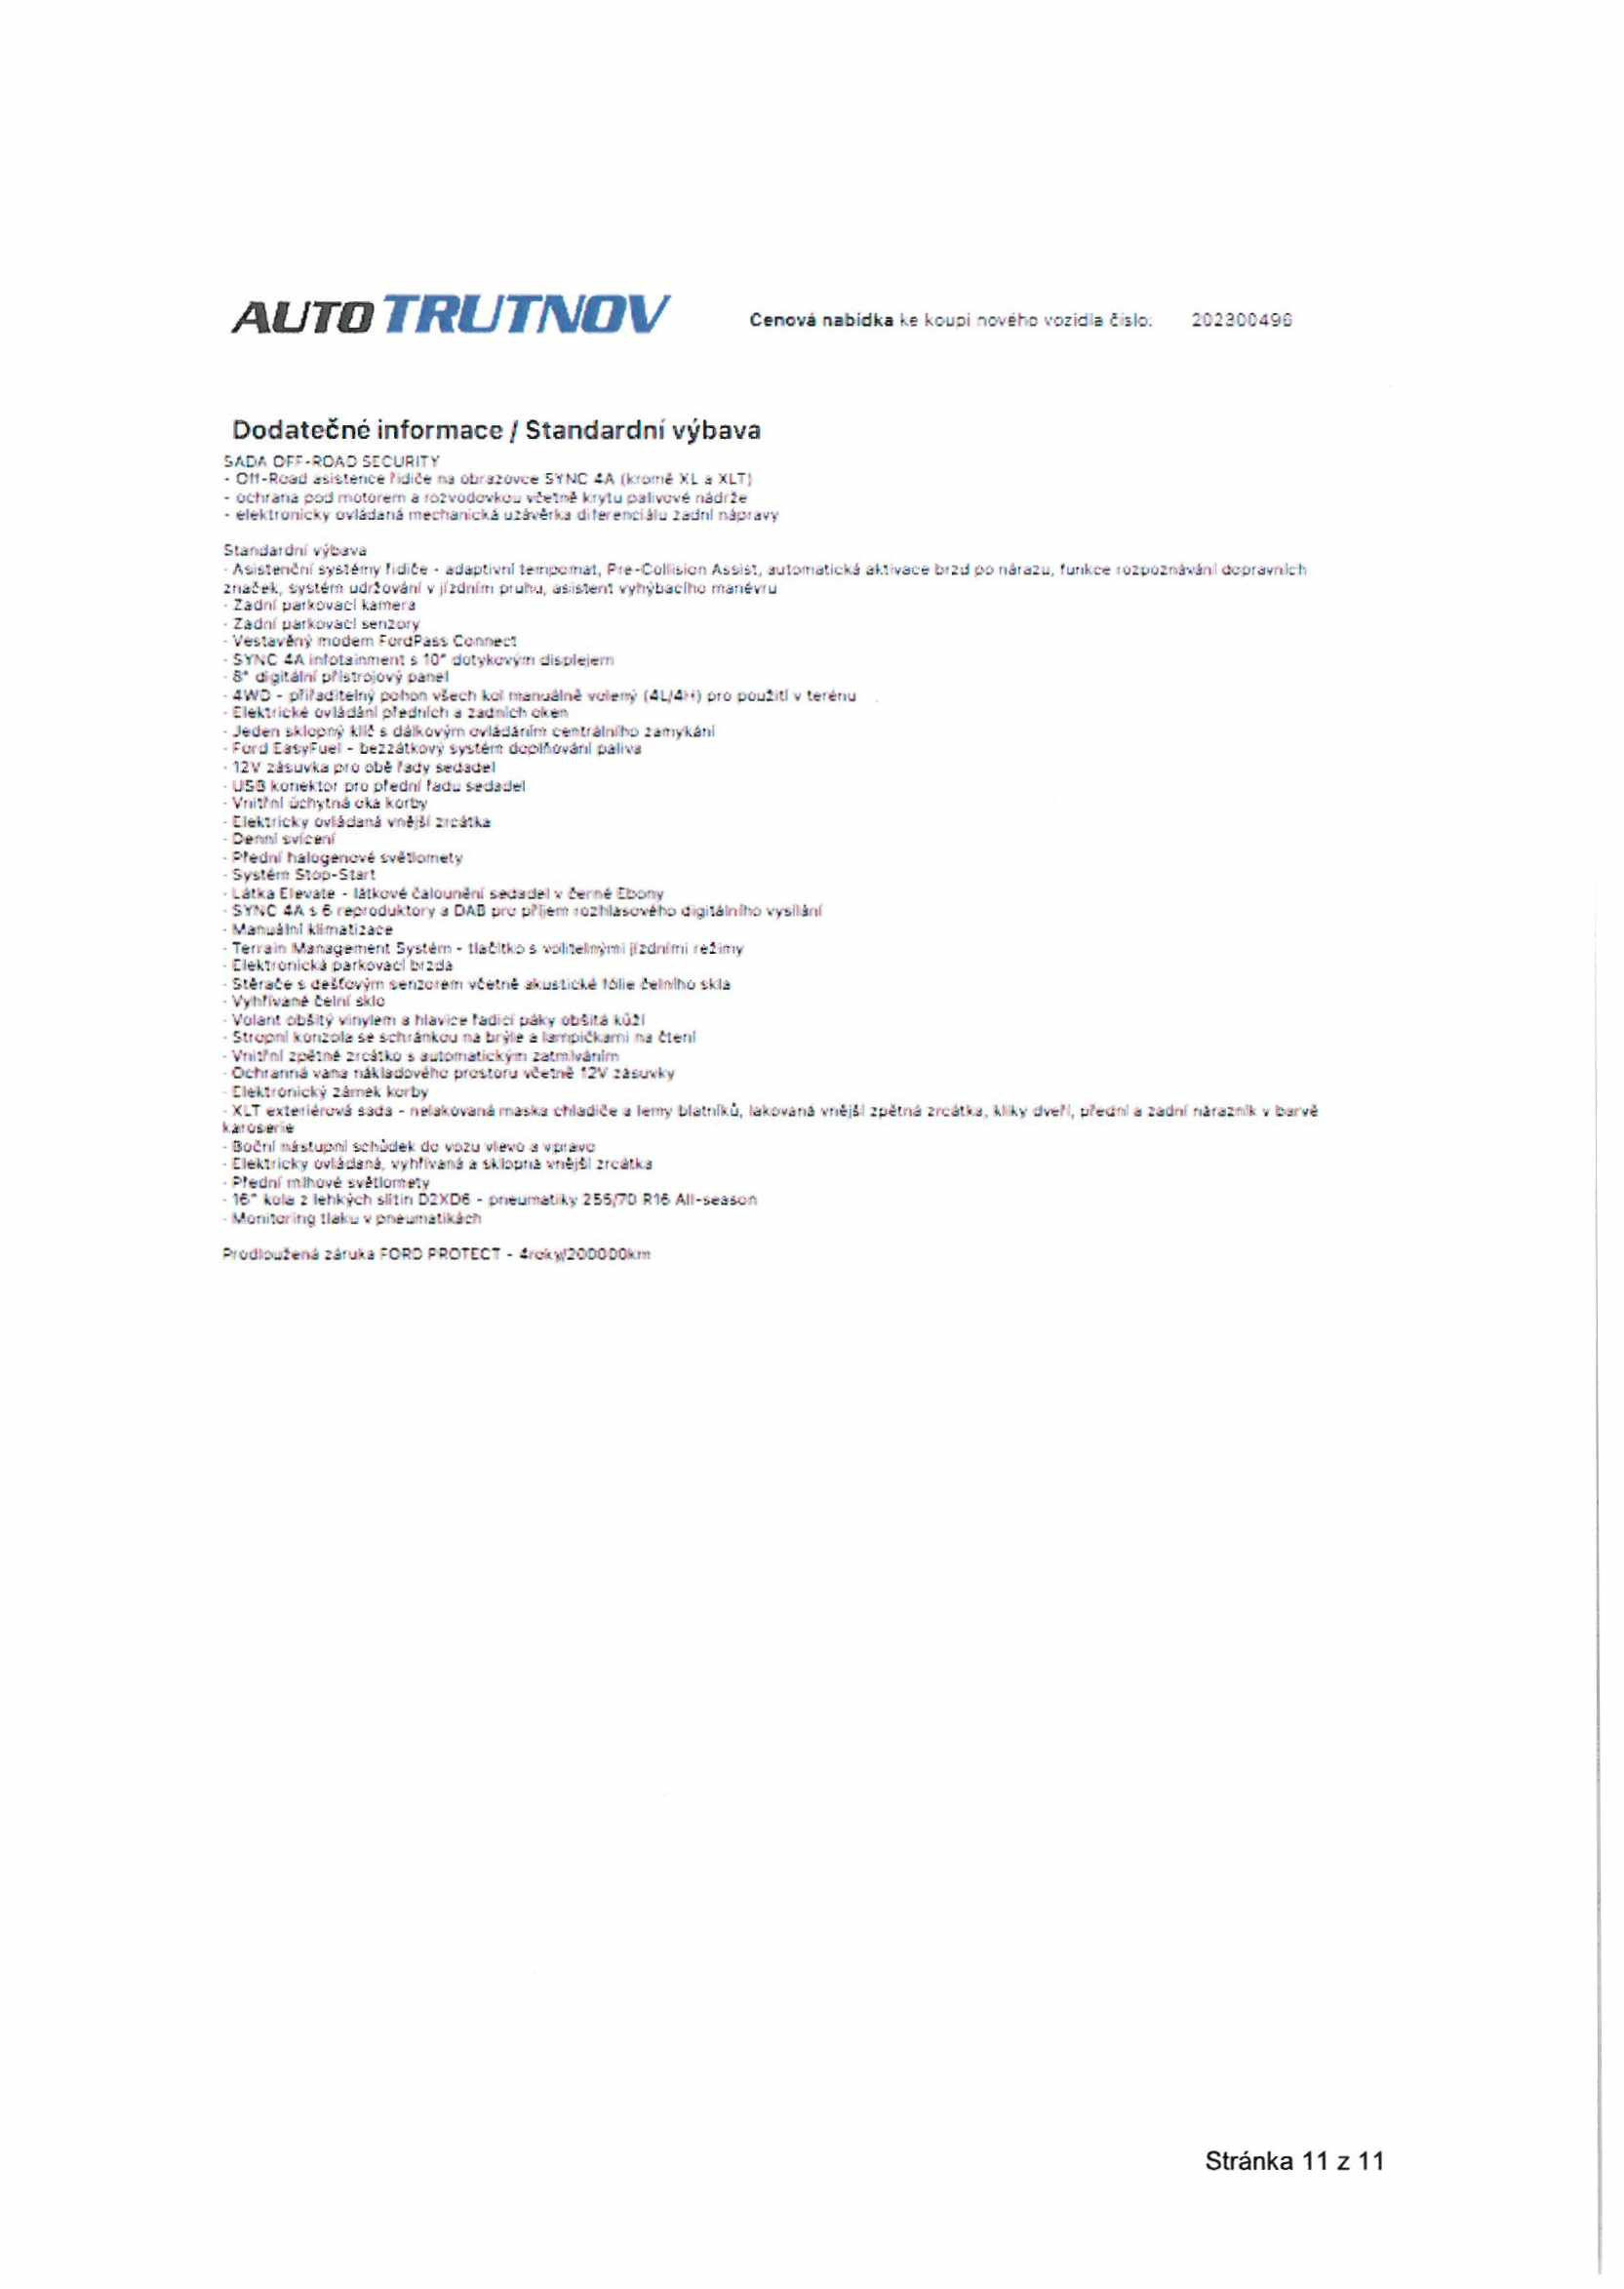 AUTO TRUTNOV
Cenová nabídka ke koupi nového vozidla číslo: 202300496
Dodatečné informace / Standardní výbava
SADA OFF-ROAD SECURITY
- Off-Road asistence řidiče na obrazovce SYNC 4A (kromě XL a XLT)
- ochrana pod motorem a rozvodovkou včetně krytu palivové nádrže
- elektronicky ovládaná mechanická uzávěrka diferenciálu zadní nápravy
Standardní výbava
- Asistenční systémy řidiče - adaptivní tempomat, Pre-Collision Assist, automatická aktivace brzd po nárazu, funkce rozpoznávání dopravních
značek, systém udržování v jízdním pruhu, asistent vyhýbacího manévru
- Zadní parkovací kamera
- Zadní parkovací senzory
- Vestavěný modem FordPass Connect
- SYNC 4A infotainment s 10" dotykovým displejem
- 8" digitální přístrojový panel
- 4WD - přiřaditelný pohon všech kol manuálně volený (4L/4H) pro použití v terénu
- Elektrické ovládání předních a zadních oken
- Jeden sklopný klíč s dálkovým ovládáním centrálního zamykání
- Ford EasyFuel - bezzátkový systém doplňování paliva
- 12V zásuvka pro obě řady sedadel
- USB konektor pro přední řadu sedadel
- Vnitřní úchytná oka korby
- Elektricky ovládaná vnější zrcátka
- Denní svícení
- Přední halogenové světlomety
- Systém Stop-Start
- Látka Elevate - látkové čalounění sedadel v černé Ebony
- SYNC 4A s 6 reproduktory a DAB pro příjem rozhlasového digitálního vysílání
- Manuální klimatizace
- Terrain Management Systém - tlačítko s volitelnými jízdními režimy
- Elektronická parkovací brzda
- Stěrače s dešťovým senzorem včetně akustické fólie čelního skla
- Vyhřívané čelní sklo
- Volant obšitý vinylem a hlavice řadicí páky obšitá kůží
- Stropní konzola se schránkou na brýle a lampičkami na čtení
- Vnitřní zpětné zrcátko s automatickým zatmíváním
- Ochranná vana nákladového prostoru včetně 12V zásuvky
- Elektronický zámek korby
- XLT exteriérová sada - nelakovaná maska chladiče a lemy blatníků, lakovaná vnější zpětná zrcátka, kliky dveří, přední a zadní nárazník v barvě
karoserie
- Boční nástupní schůdek do vozu vlevo a vpravo
- Elektricky ovládaná, vyhřívaná a sklopná vnější zrcátka
- Přední mlhové světlomety
- 16" kola z lehkých slitin D2XD6 - pneumatiky 255/70 R16 All-season
- Monitoring tlaku v pneumatikách
Prodloužená záruka FORD PROTECT - 4roky/200000km
Stránka 11 z 11